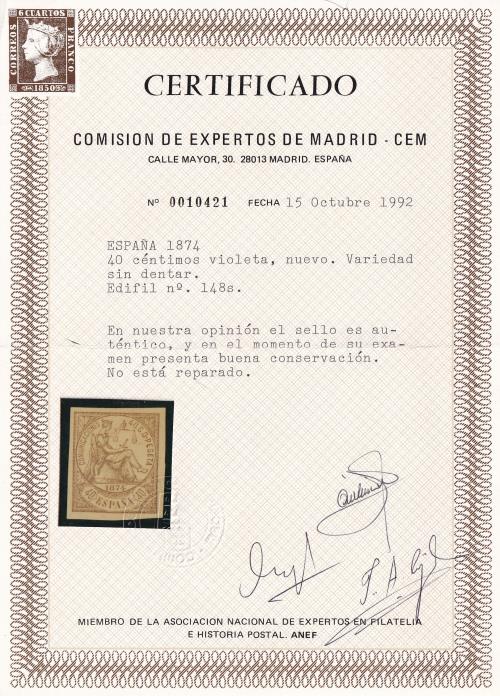 6 CUARTOS
CORREOS
FRANCO
1850
CERTIFICADO
COMISION DE EXPERTOS DE MADRID - CEM
CALLE MAYOR, 30. 28013 MADRID. ESPAÑA
Nº 0010421 FECHA 15 Octubre 1992
ESPAÑA 1874
40 céntimos violeta, nuevo. Variedad
sin dentar.
Edifil nº. 148s.
En nuestra opinión el sello es au-
téntico, y en el momento de su exa-
men presenta buena conservación.
No está reparado.
1874
40 ESPAÑA 40
MIEMBRO DE LA ASOCIACION NACIONAL DE EXPERTOS EN FILATELIA
E HISTORIA POSTAL. ANEF